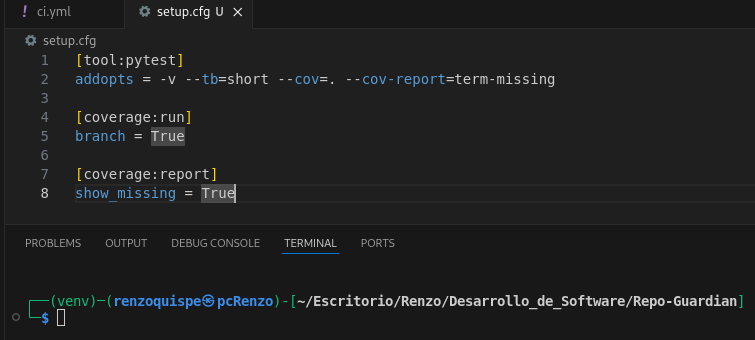 ! ci.yml setup.cfg U ×
setup.cfg
1 [tool:pytest]
2 addopts = -v --tb=short --cov=. --cov-report=term-missing
3
4 [coverage:run]
5 branch = True
6
7 [coverage:report]
8 show_missing = True
PROBLEMS OUTPUT DEBUG CONSOLE TERMINAL PORTS
┌──(venv)─(renzoquispe㉿pcRenzo)-[~/Escritorio/Renzo/Desarrollo_de_Software/Repo-Guardian]
└─$